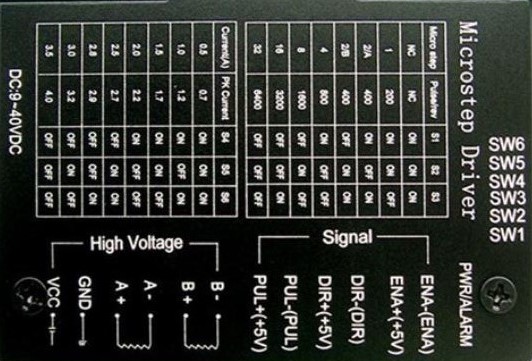 Microstep Driver
Micro step Pulse/rev S1 S2 S3
NC NC ON ON ON
1 200 ON ON OFF
2/A 400 ON OFF ON
2/B 400 OFF ON ON
4 800 ON OFF OFF
8 1600 OFF ON OFF
16 3200 OFF OFF ON
32 6400 OFF OFF OFF
Current(A) PK Current S4 S5 S6
0.5 0.7 ON ON ON
1.0 1.2 ON OFF ON
1.5 1.7 ON ON OFF
2.0 2.2 ON OFF OFF
2.5 2.7 OFF ON ON
2.8 2.9 OFF OFF ON
3.0 3.2 OFF ON OFF
3.5 4.0 OFF OFF OFF
DC:9~40VDC
SW6
SW5
SW4
SW3
SW2
SW1
PWR/ALARM
Signal
ENA-(ENA)
ENA+(+5V)
DIR-(DIR)
DIR+(+5V)
PUL-(PUL)
PUL+(+5V)
High Voltage
B-
B+
A-
A+
GND
VCC